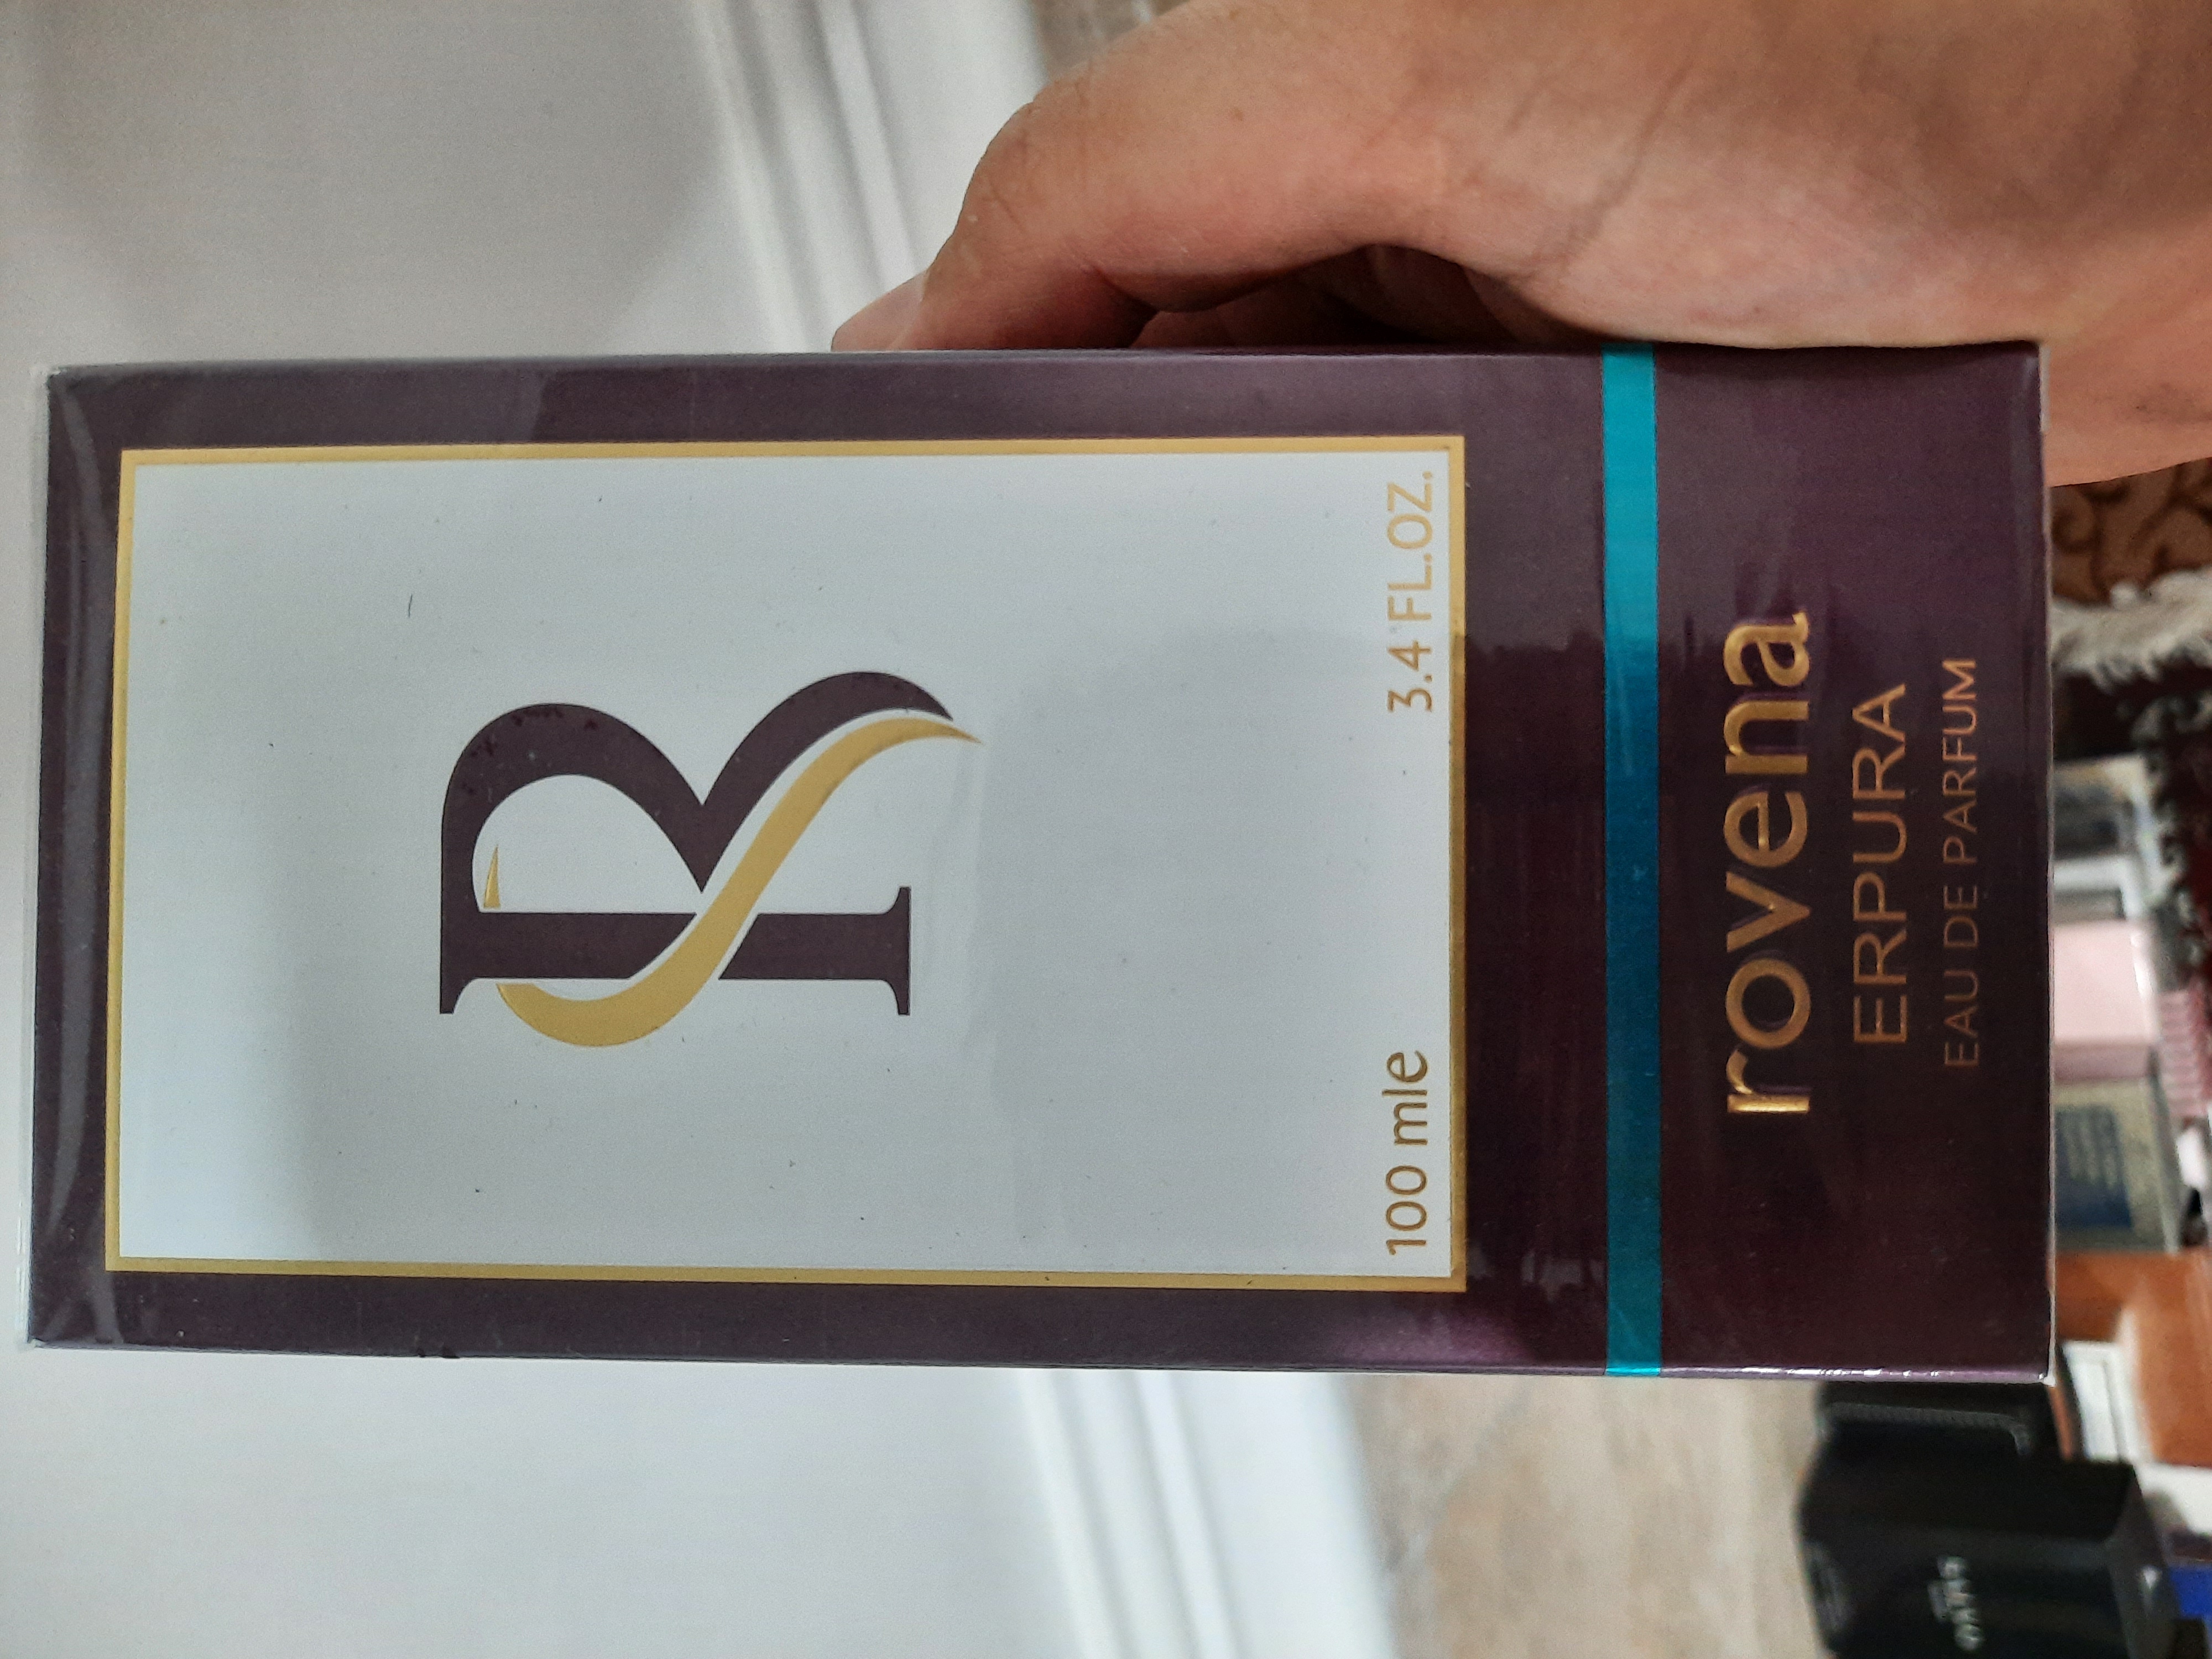 R
100 mle 3.4 FL.OZ.
rovena
ERPURA
EAU DE PARFUM